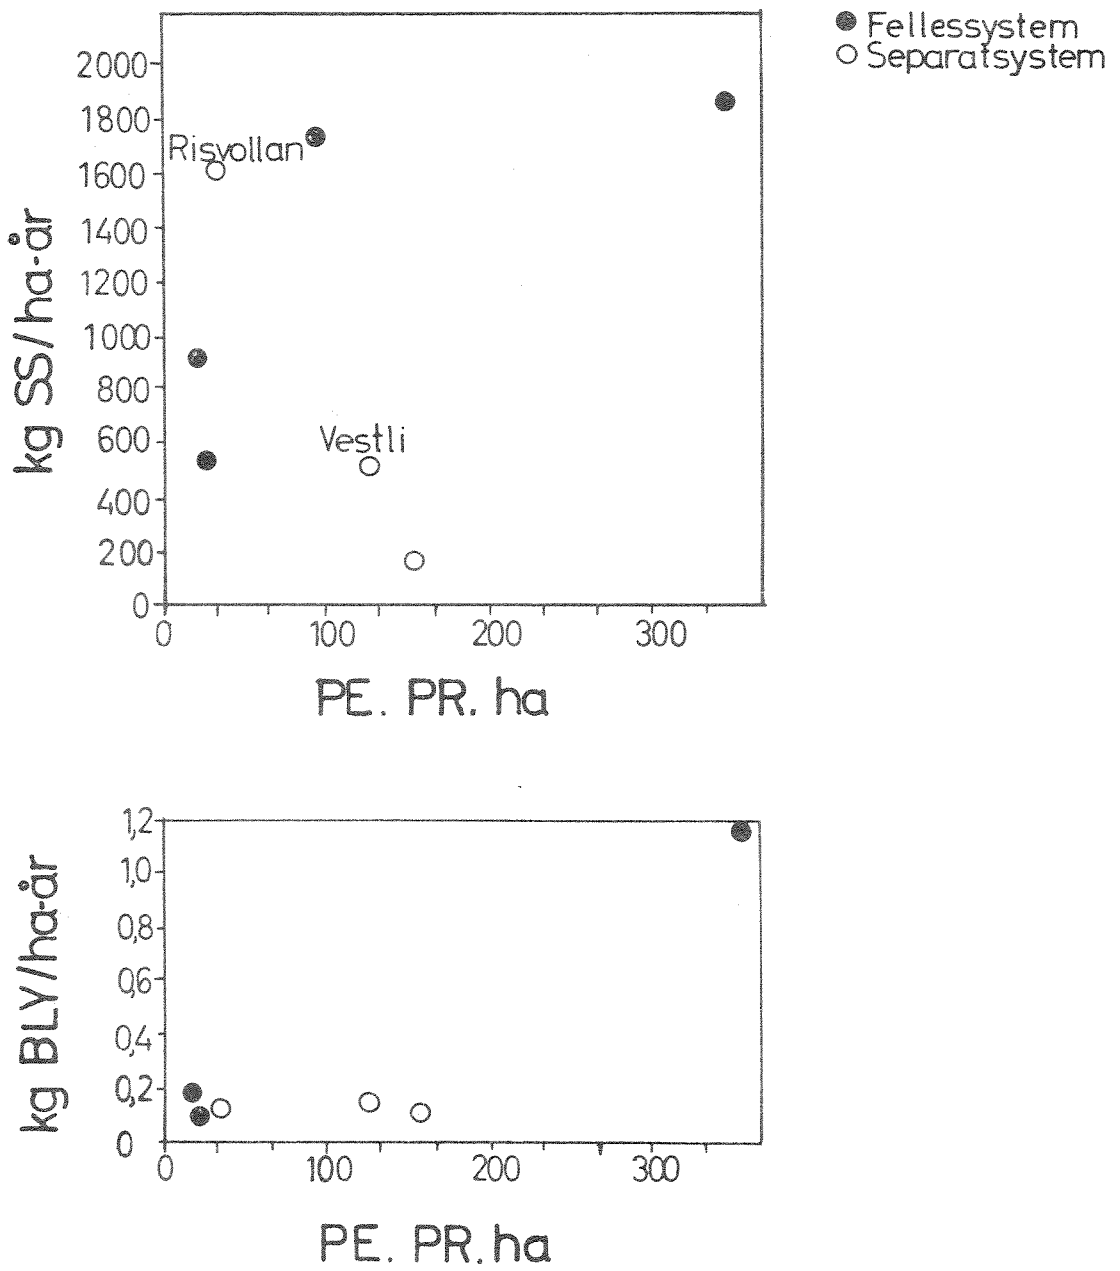 ● Fellessystem
○ Separatsystem
2000
1800
Risvollan
1600
1400
1200
1000
800
600
Vestli
400
200
0
0 100 200 300
kg SS/ha·år
PE. PR. ha
1,2
1,0
0,8
0,6
0,4
0,2
0
0 100 200 300
kg BLY/ha·år
PE. PR. ha